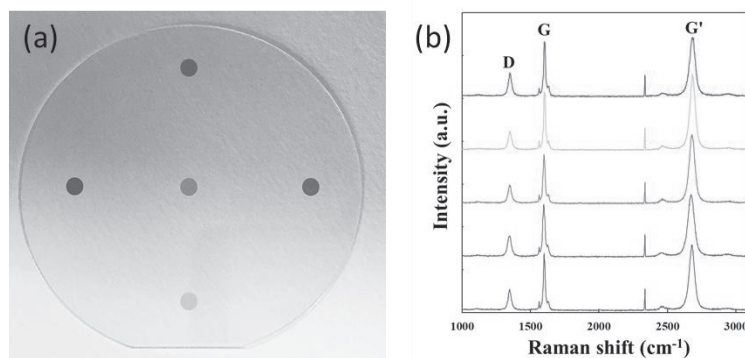 (a)
(b)
D
G
G'
Intensity (a.u.)
1000
1500
2000
2500
3000
Raman shift (cm⁻¹)